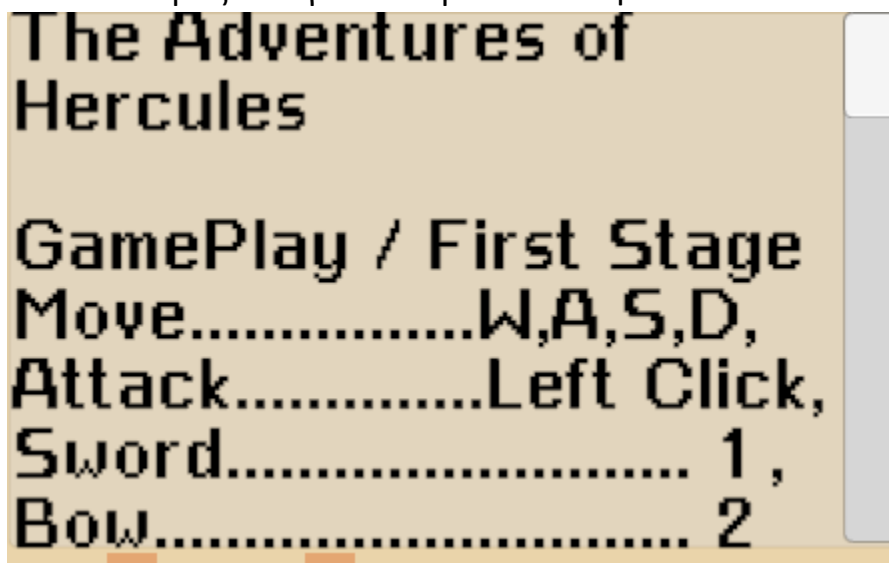 The Adventures of
Hercules
GamePlay / First Stage
Move................W,A,S,D,
Attack..............Left Click,
Sword.......................... 1 ,
Bow.............................. 2